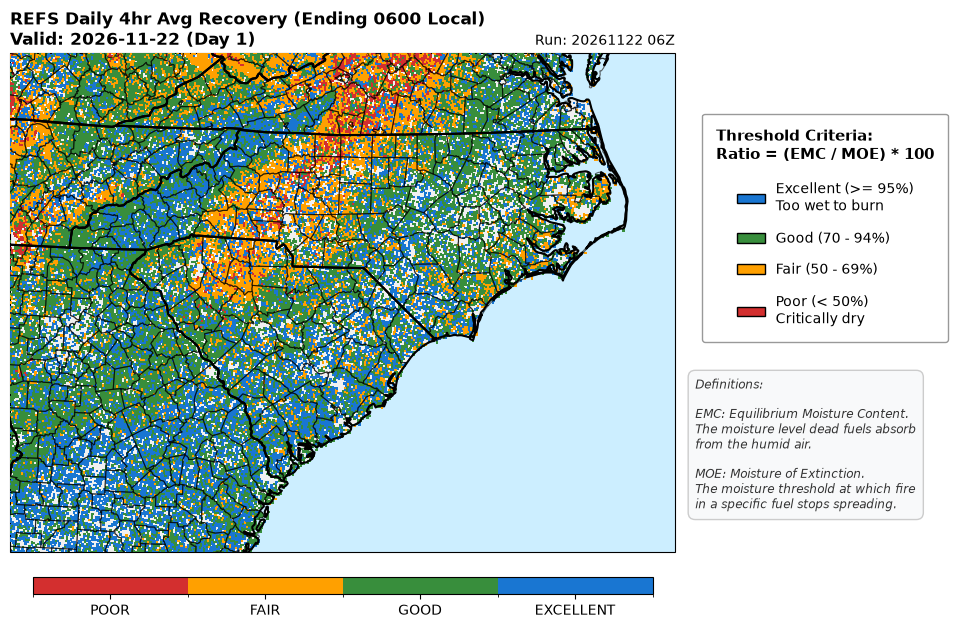 REFS Daily 4hr Avg Recovery (Ending 0600 Local)
Valid: 2026-11-22 (Day 1)
Run: 20261122 06Z
Threshold Criteria:
Ratio = (EMC / MOE) * 100
Excellent (>= 95%)
Too wet to burn
Good (70 - 94%)
Fair (50 - 69%)
Poor (< 50%)
Critically dry
Definitions:
EMC: Equilibrium Moisture Content.
The moisture level dead fuels absorb
from the humid air.
MOE: Moisture of Extinction.
The moisture threshold at which fire
in a specific fuel stops spreading.
POOR
FAIR
GOOD
EXCELLENT